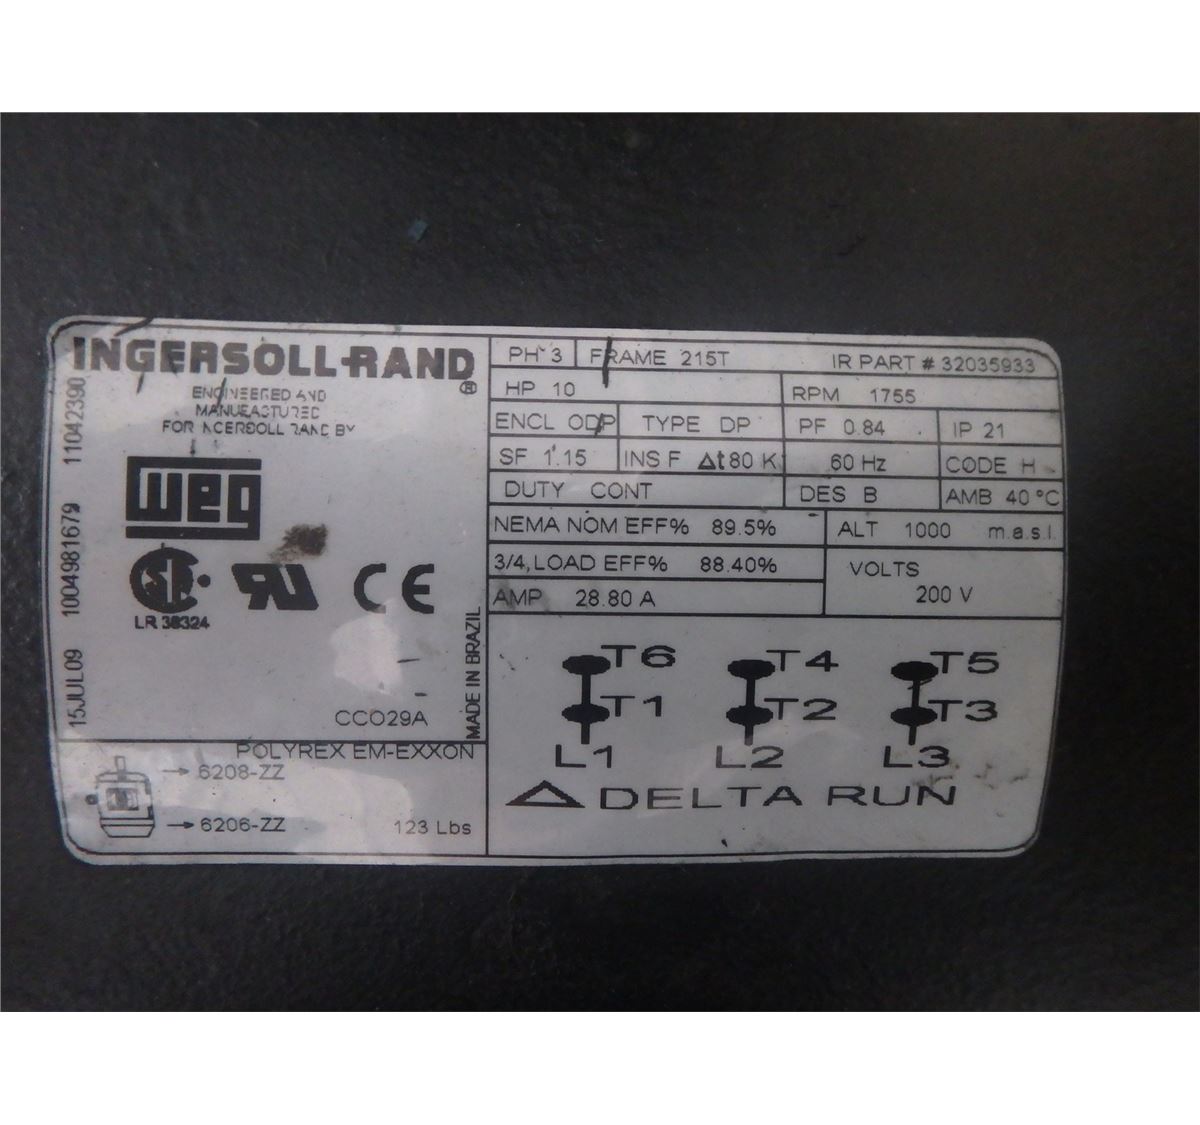 INGERSOLL-RAND®
ENGINEERED AND
MANUFACTURED
FOR INGERSOLL RAND BY
weg
LR 38324
CE
CCO29A
MADE IN BRAZIL
15JUL09 1004981679 11042390
POLYREX EM-EXXON
→ 6208-ZZ
→ 6206-ZZ
123 Lbs
PH 3 FRAME 215T IR PART # 32035933
HP 10 RPM 1755
ENCL ODP TYPE DP PF 0.84 IP 21
SF 1.15 INS F Δt 80 K 60 Hz CODE H
DUTY CONT DES B AMB 40 °C
NEMA NOM EFF% 89.5% ALT 1000 m.a.s.l.
3/4 LOAD EFF% 88.40% VOLTS
AMP 28.80 A 200 V
T6 T4 T5
T1 T2 T3
L1 L2 L3
Δ DELTA RUN